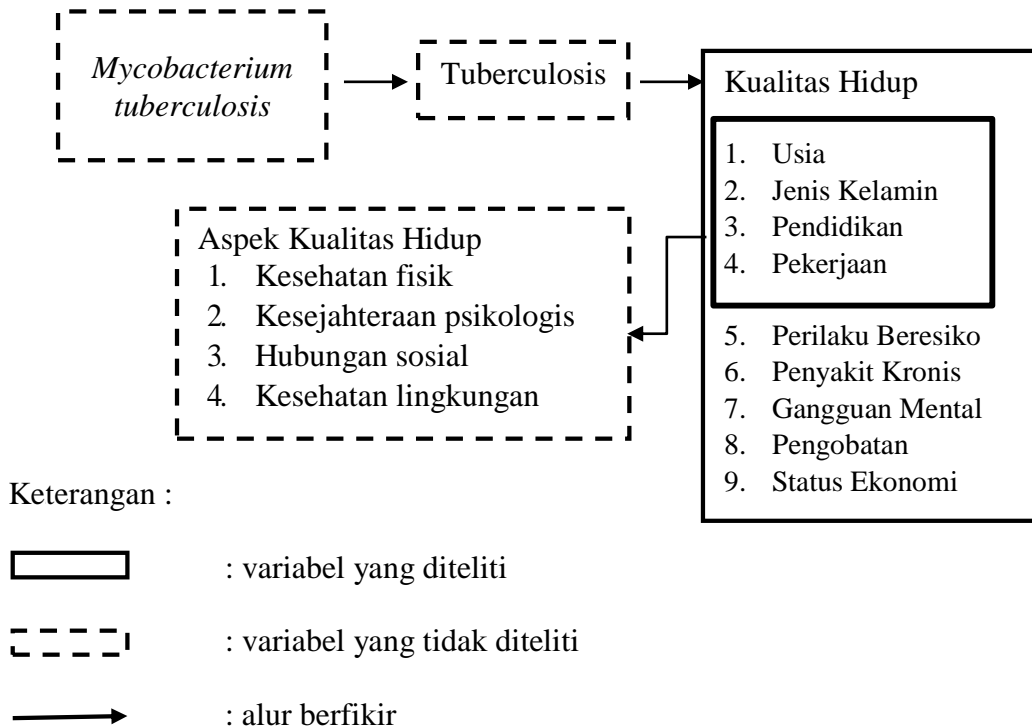 Mycobacterium
tuberculosis
Tuberculosis
Kualitas Hidup
1. Usia
2. Jenis Kelamin
3. Pendidikan
4. Pekerjaan
5. Perilaku Beresiko
6. Penyakit Kronis
7. Gangguan Mental
8. Pengobatan
9. Status Ekonomi
Aspek Kualitas Hidup
1. Kesehatan fisik
2. Kesejahteraan psikologis
3. Hubungan sosial
4. Kesehatan lingkungan
Keterangan :
: variabel yang diteliti
: variabel yang tidak diteliti
: alur berfikir